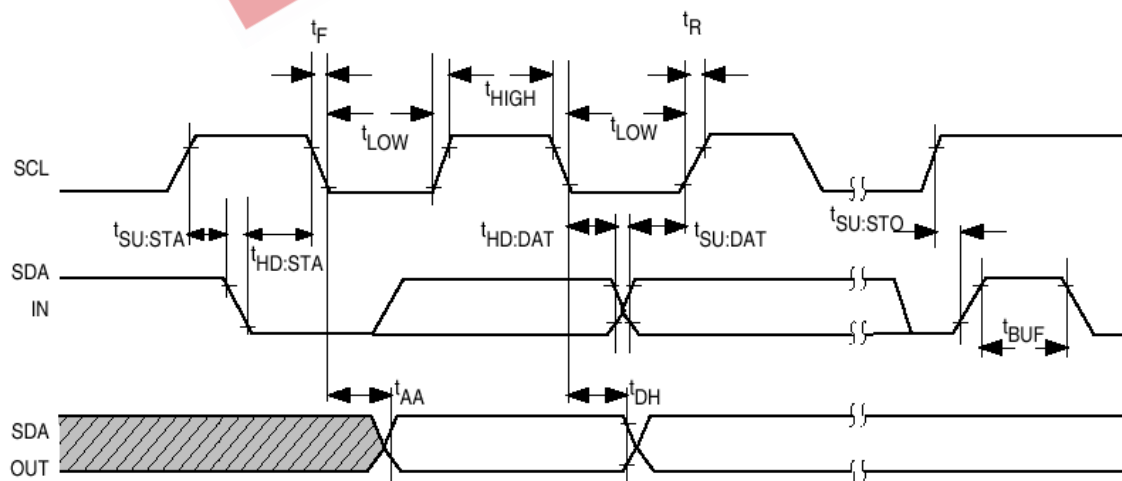 tF
tR
tHIGH
tLOW
tLOW
SCL
tSU:STA
tHD:STA
tHD:DAT
tSU:DAT
tSU:STO
SDA
IN
tBUF
tAA
tDH
SDA
OUT